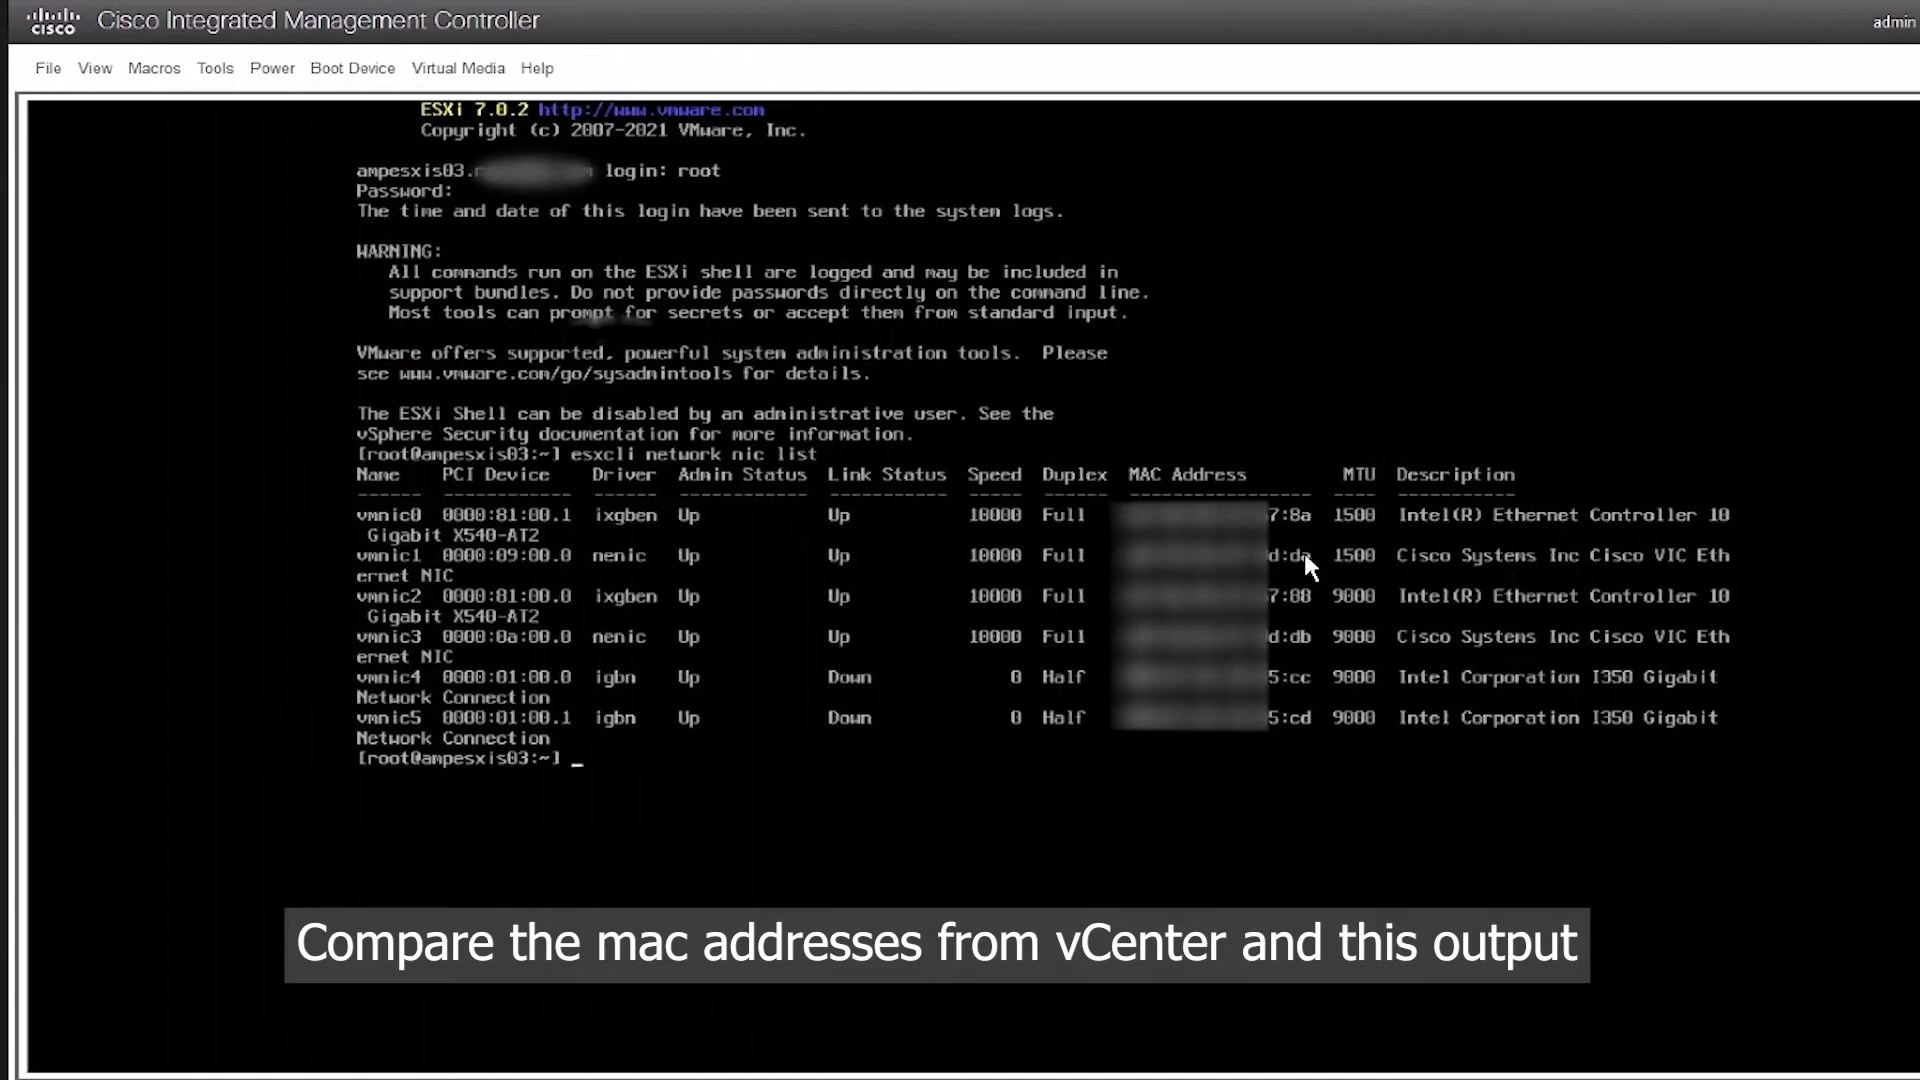 cisco Cisco Integrated Management Controller admin
File View Macros Tools Power Boot Device Virtual Media Help
ESXi 7.0.2 http://www.vmware.com
Copyright (c) 2007-2021 VMware, Inc.
ampesxis03. login: root
Password:
The time and date of this login have been sent to the system logs.
WARNING:
All commands run on the ESXi shell are logged and may be included in
support bundles. Do not provide passwords directly on the command line.
Most tools can prompt for secrets or accept them from standard input.
VMware offers supported, powerful system administration tools. Please
see www.vmware.com/go/sysadmintools for details.
The ESXi Shell can be disabled by an administrative user. See the
vSphere Security documentation for more information.
[root@ampesxis03:~] esxcli network nic list
Name PCI Device Driver Admin Status Link Status Speed Duplex MAC Address MTU Description
------ ------------ ------ ------------ ----------- ----- ------ ----------------- ---- -----------
vmnic0 0000:81:00.1 ixgben Up Up 10000 Full 7:8a 1500 Intel(R) Ethernet Controller 10
Gigabit X540-AT2
vmnic1 0000:09:00.0 nenic Up Up 10000 Full d:da 1500 Cisco Systems Inc Cisco VIC Eth
ernet NIC
vmnic2 0000:81:00.0 ixgben Up Up 10000 Full 7:88 9000 Intel(R) Ethernet Controller 10
Gigabit X540-AT2
vmnic3 0000:0a:00.0 nenic Up Up 10000 Full d:db 9000 Cisco Systems Inc Cisco VIC Eth
ernet NIC
vmnic4 0000:01:00.0 igbn Up Down 0 Half 5:cc 9000 Intel Corporation I350 Gigabit
Network Connection
vmnic5 0000:01:00.1 igbn Up Down 0 Half 5:cd 9000 Intel Corporation I350 Gigabit
Network Connection
[root@ampesxis03:~] _
Compare the mac addresses from vCenter and this output